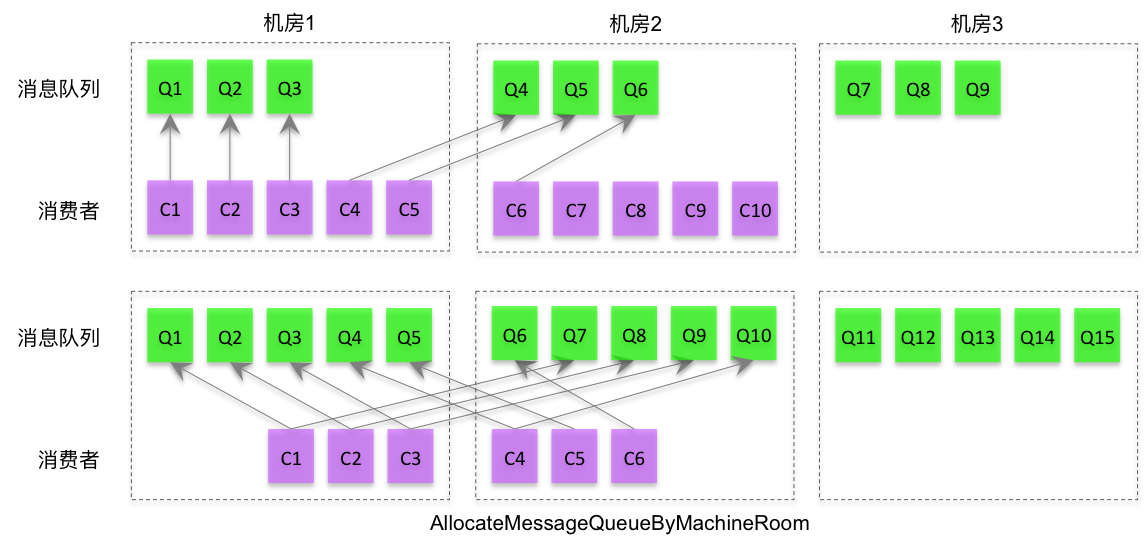 机房1 机房2 机房3
消息队列 Q1 Q2 Q3 Q4 Q5 Q6 Q7 Q8 Q9
消费者 C1 C2 C3 C4 C5 C6 C7 C8 C9 C10
消息队列 Q1 Q2 Q3 Q4 Q5 Q6 Q7 Q8 Q9 Q10 Q11 Q12 Q13 Q14 Q15
消费者 C1 C2 C3 C4 C5 C6
AllocateMessageQueueByMachineRoom